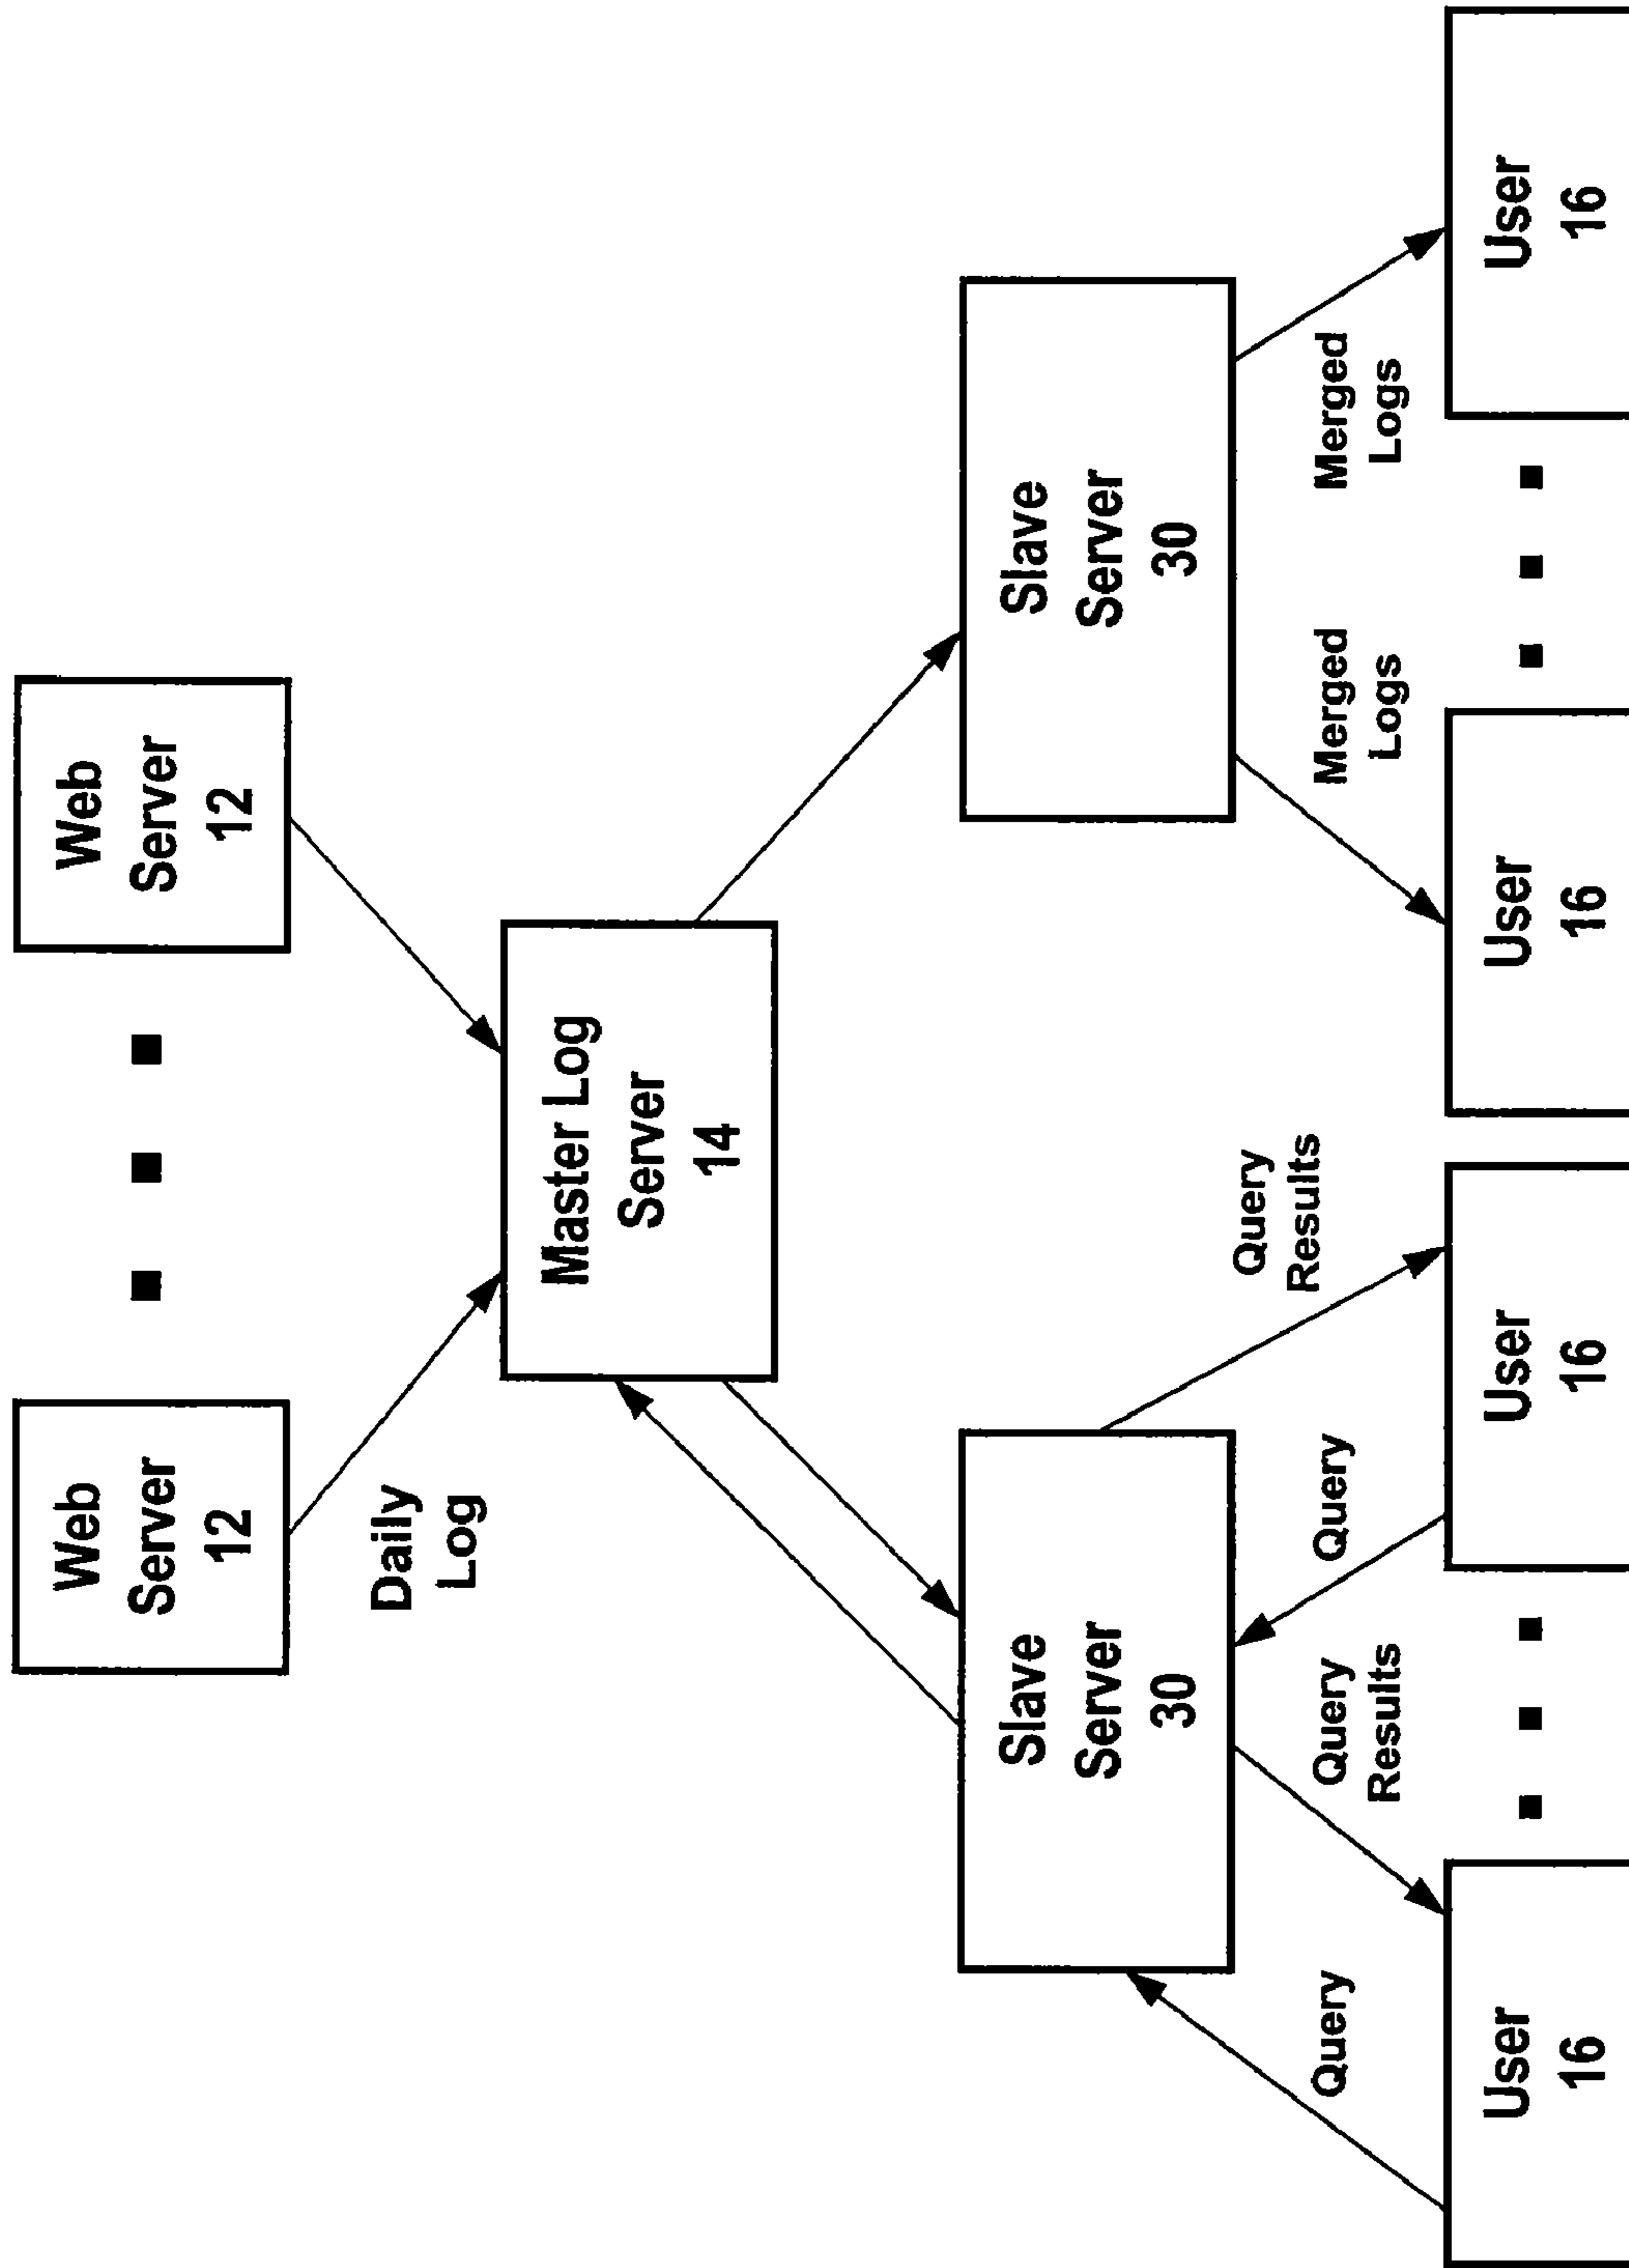 Web
Server
12
Web
Server
12
Daily
Log
Master Log
Server
14
Slave
Server
30
Slave
Server
30
Query
Query
Results
Query
Query
Results
Merged
Logs
Merged
Logs
User
16
User
16
User
16
User
16